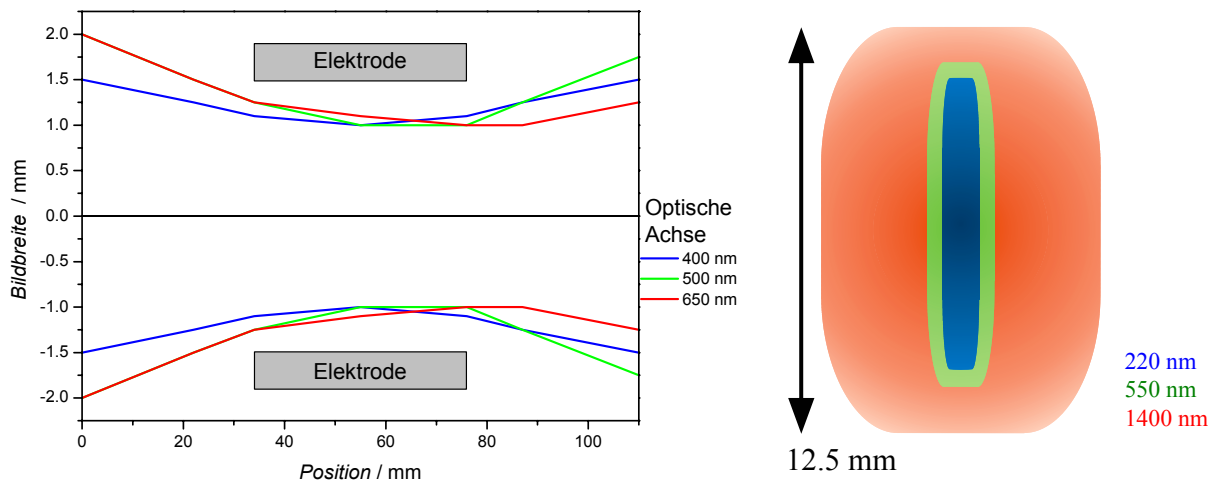 2.0
1.5
1.0
0.5
0.0
-0.5
-1.0
-1.5
-2.0
Bildbreite / mm
Elektrode
Elektrode
0
20
40
60
80
100
Position / mm
Optische
Achse
400 nm
500 nm
650 nm
12.5 mm
220 nm
550 nm
1400 nm